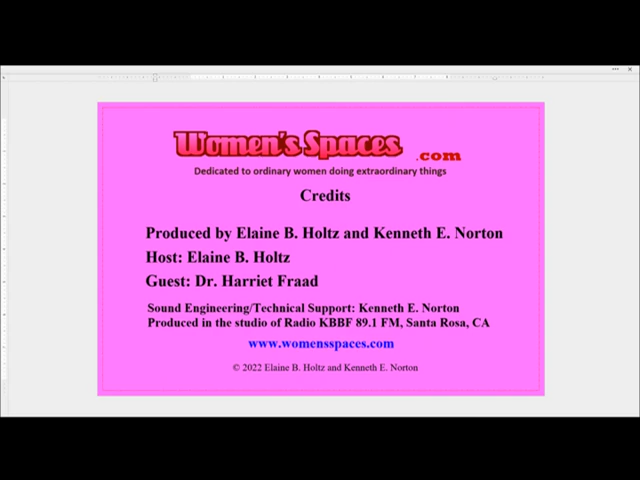 Women's Spaces .com
Dedicated to ordinary women doing extraordinary things
Credits
Produced by Elaine B. Holtz and Kenneth E. Norton
Host: Elaine B. Holtz
Guest: Dr. Harriet Fraad
Sound Engineering/Technical Support: Kenneth E. Norton
Produced in the studio of Radio KBBF 89.1 FM, Santa Rosa, CA
www.womensspaces.com
© 2022 Elaine B. Holtz and Kenneth E. Norton